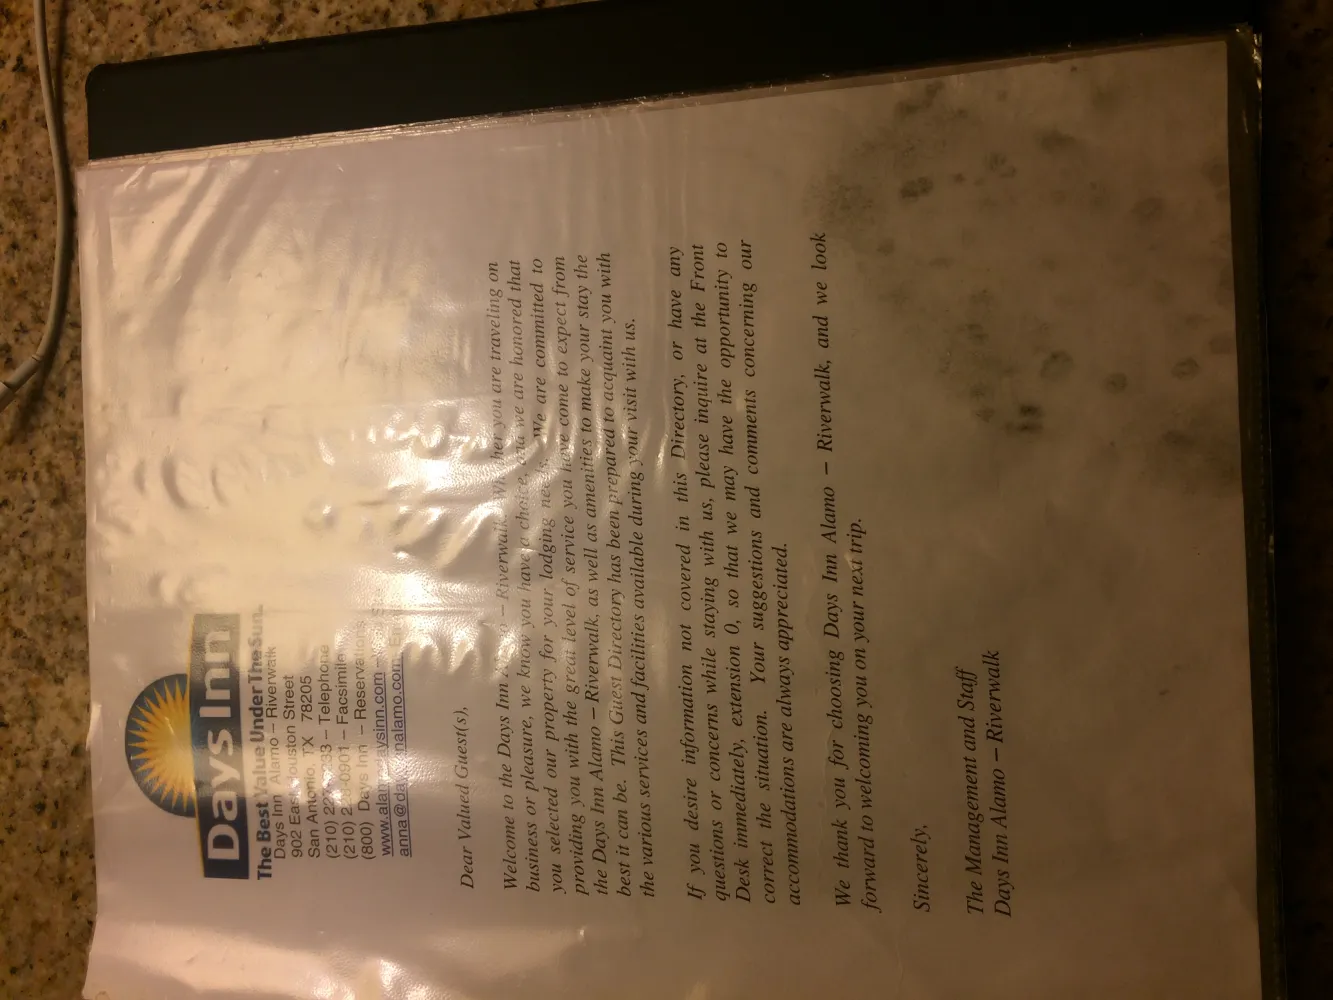 Days Inn
The Best Value Under The Sun.
Days Inn Alamo – Riverwalk
902 East Houston Street
San Antonio, TX 78205
(210) – Telephone
(210) – Facsimile
(800) Days Inn – Reservations

Dear Valued Guest(s),
Welcome to the Days Inn Alamo – Riverwalk. Whether you are traveling on
business or pleasure, we know you have a choice, and we are honored that
you selected our property for your lodging needs. We are committed to
providing you with the great level of service you have come to expect from
the Days Inn Alamo – Riverwalk, as well as amenities to make your stay the
best it can be. This Guest Directory has been prepared to acquaint you with
the various services and facilities available during your visit with us.
If you desire information not covered in this Directory, or have any
questions or concerns while staying with us, please inquire at the Front
Desk immediately, extension 0, so that we may have the opportunity to
correct the situation. Your suggestions and comments concerning our
accommodations are always appreciated.
We thank you for choosing Days Inn Alamo – Riverwalk, and we look
forward to welcoming you on your next trip.
Sincerely,
The Management and Staff
Days Inn Alamo – Riverwalk